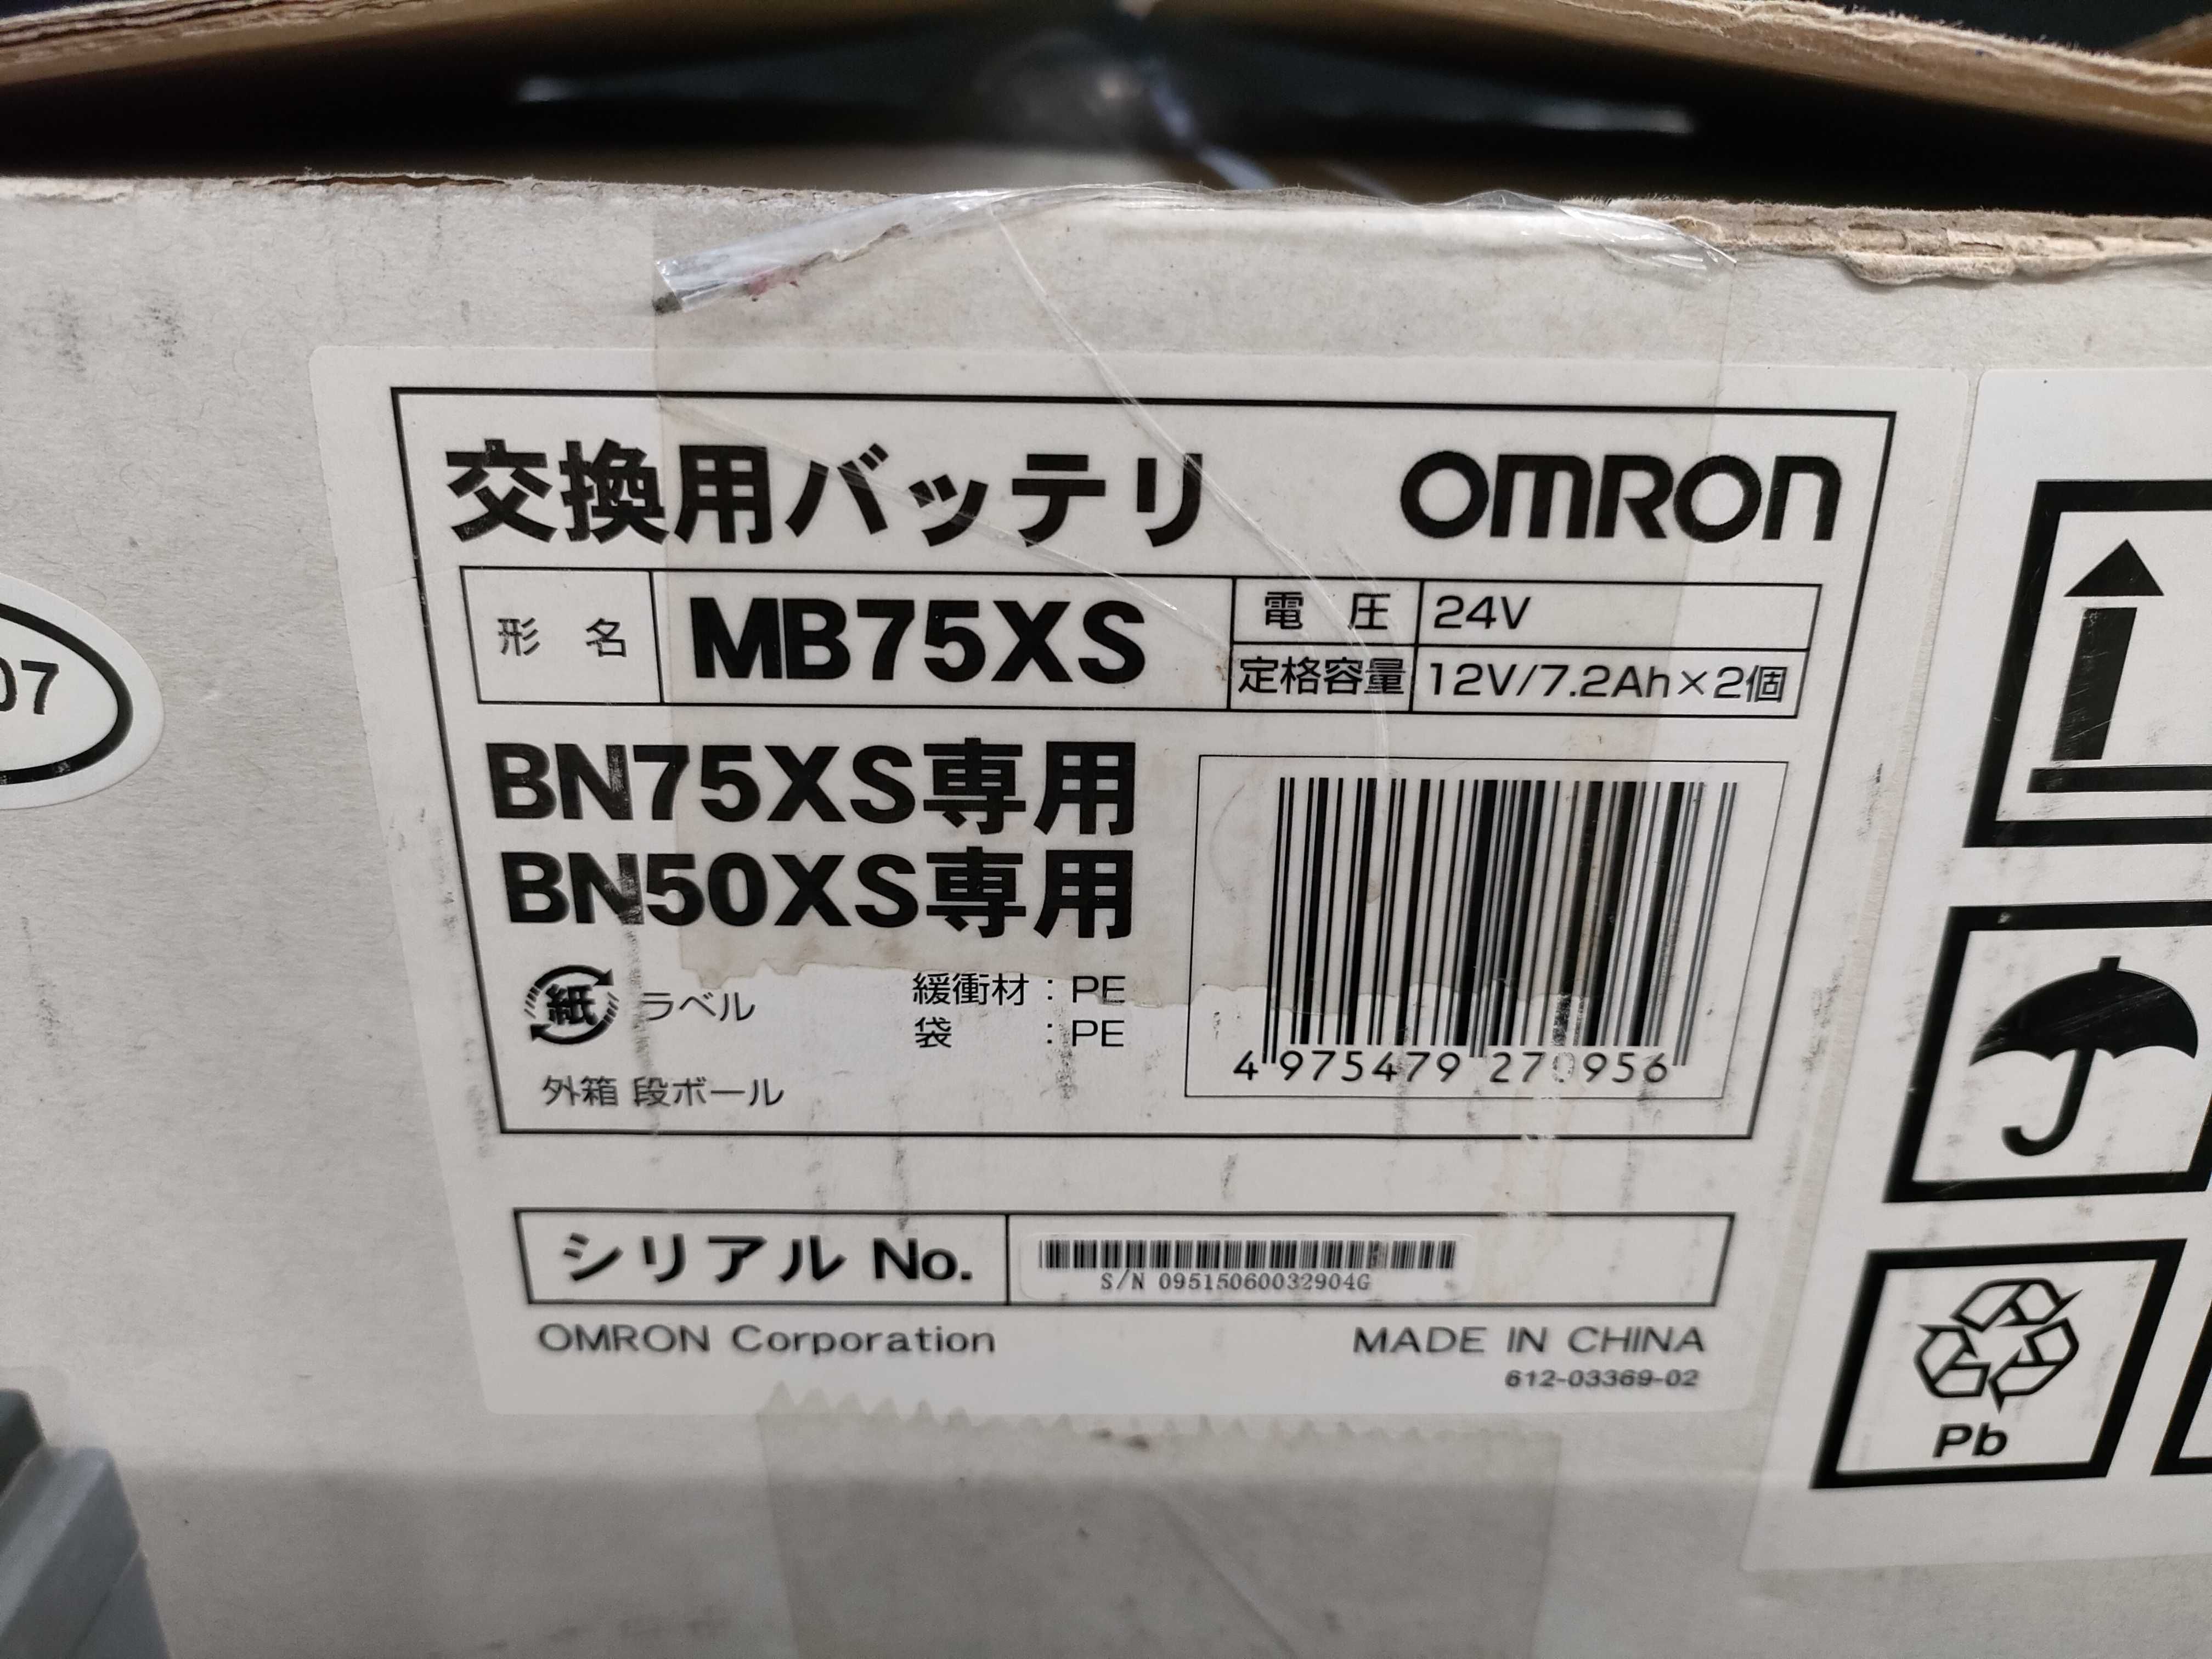 交換用バッテリ
OMRON
形 名 MB75XS
電 圧 24V
定格容量 12V/7.2Ah×2個
BN75XS専用
BN50XS専用
紙 ラベル
緩衝材:PE
袋 :PE
外箱 段ボール
4 975479 270956
シリアル No.
S/N 09515060032904G
OMRON Corporation
MADE IN CHINA
612-03369-02
07
Pb